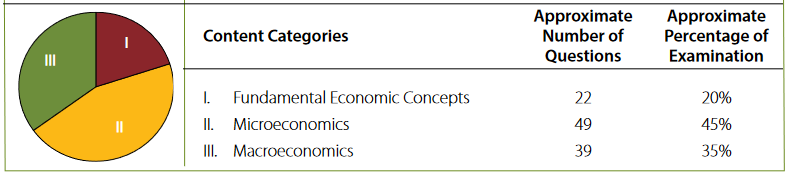 I
II
III
Content Categories
Approximate
Number of
Questions
Approximate
Percentage of
Examination
I. Fundamental Economic Concepts 22 20%
II. Microeconomics 49 45%
III. Macroeconomics 39 35%